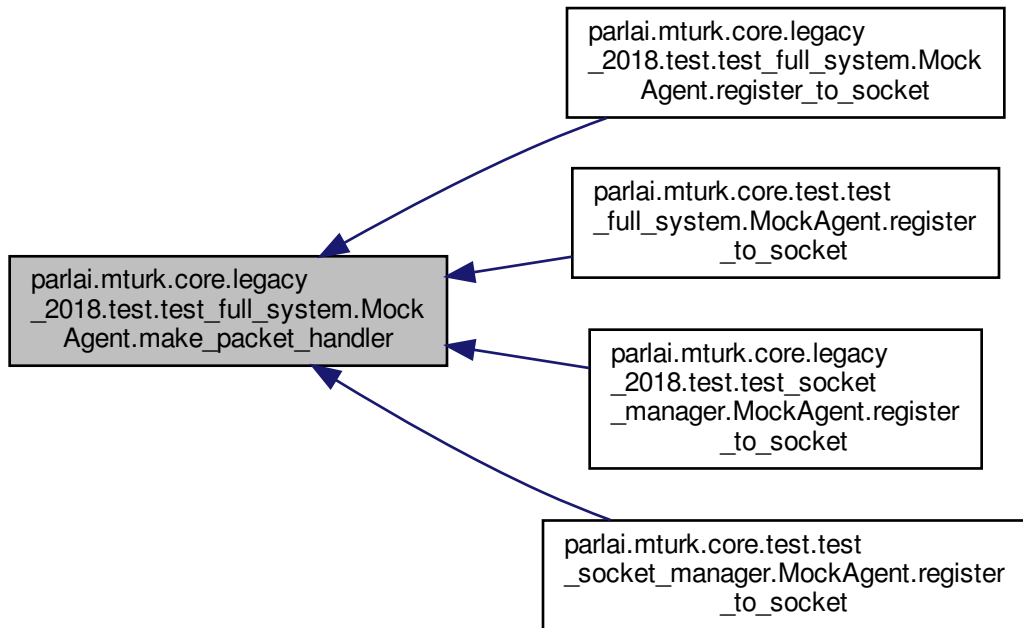 parlai.mturk.core.legacy
_2018.test.test_full_system.Mock
Agent.register_to_socket
parlai.mturk.core.test.test
_full_system.MockAgent.register
_to_socket
parlai.mturk.core.legacy
_2018.test.test_full_system.Mock
Agent.make_packet_handler
parlai.mturk.core.legacy
_2018.test.test_socket
_manager.MockAgent.register
_to_socket
parlai.mturk.core.test.test
_socket_manager.MockAgent.register
_to_socket